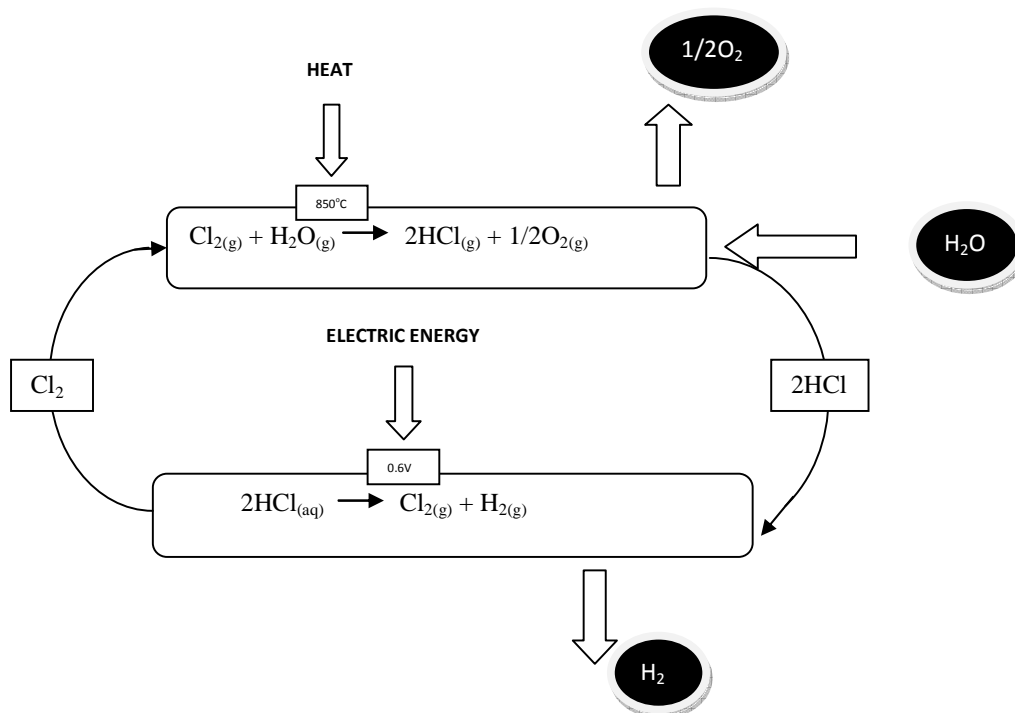 1/2O₂
HEAT
850°C
Cl₂(g) + H₂O(g) → 2HCl(g) + 1/2O₂(g)
H₂O
ELECTRIC ENERGY
Cl₂
2HCl
0.6V
2HCl(aq) → Cl₂(g) + H₂(g)
H₂